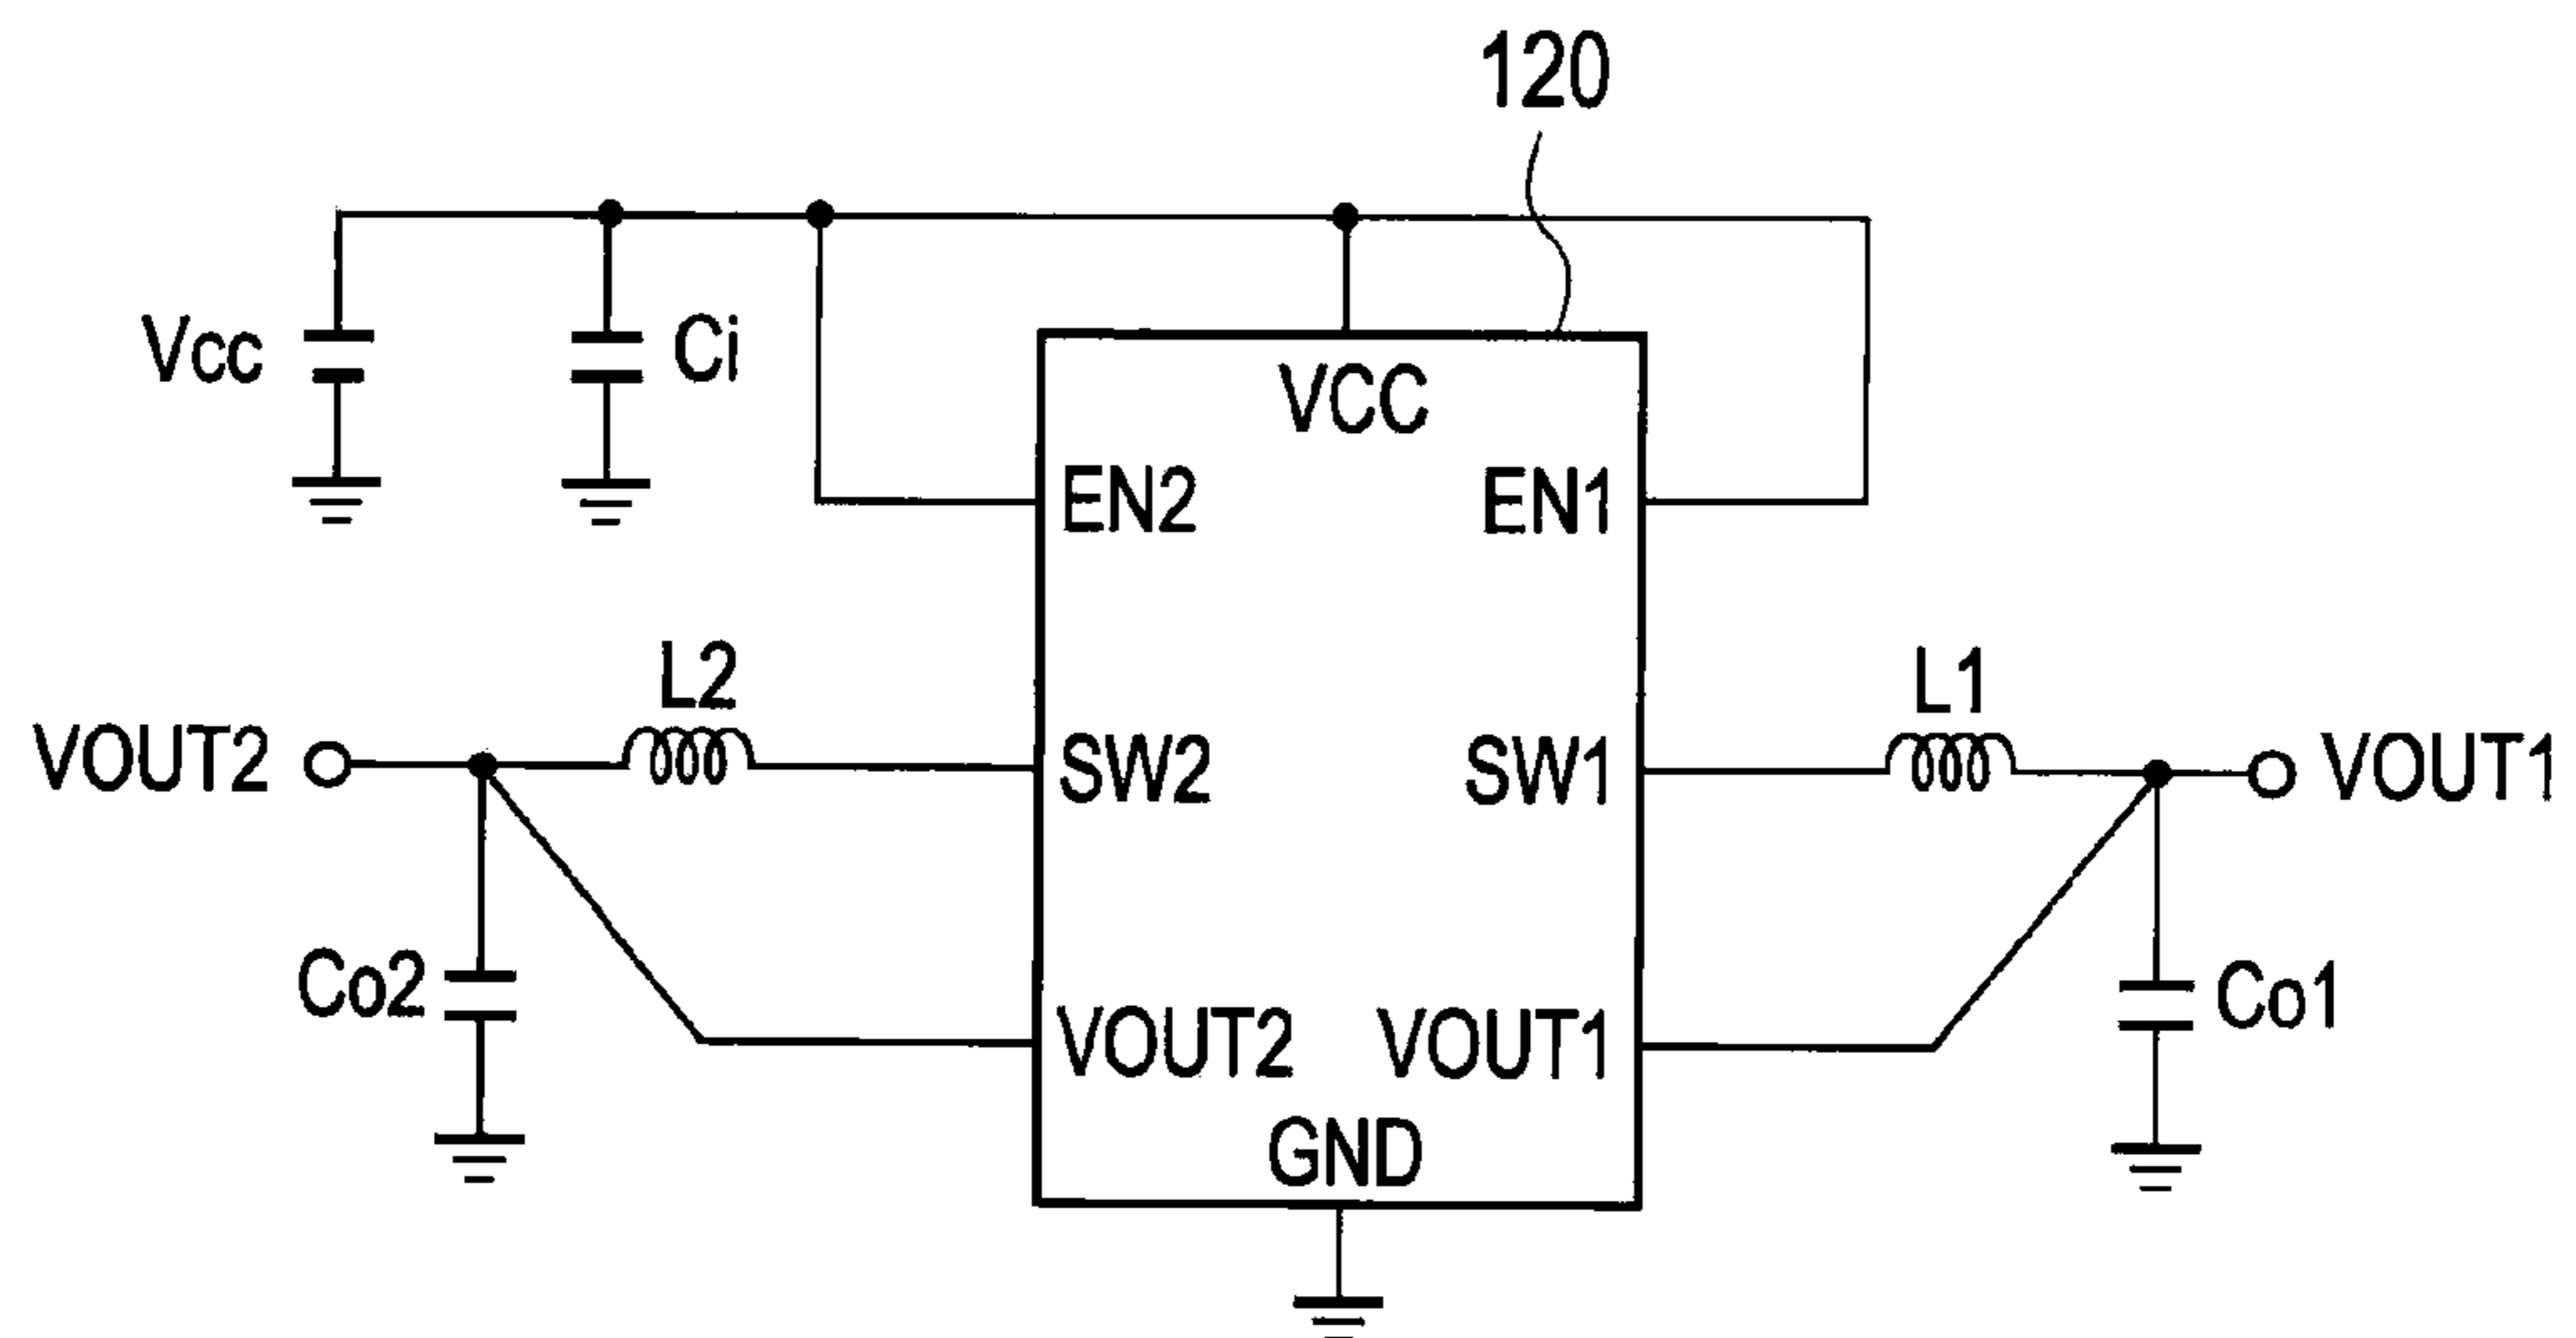 120
Vcc
Ci
VCC
EN2
EN1
L2
L1
VOUT2
SW2
SW1
VOUT1
Co2
Co1
VOUT2
VOUT1
GND